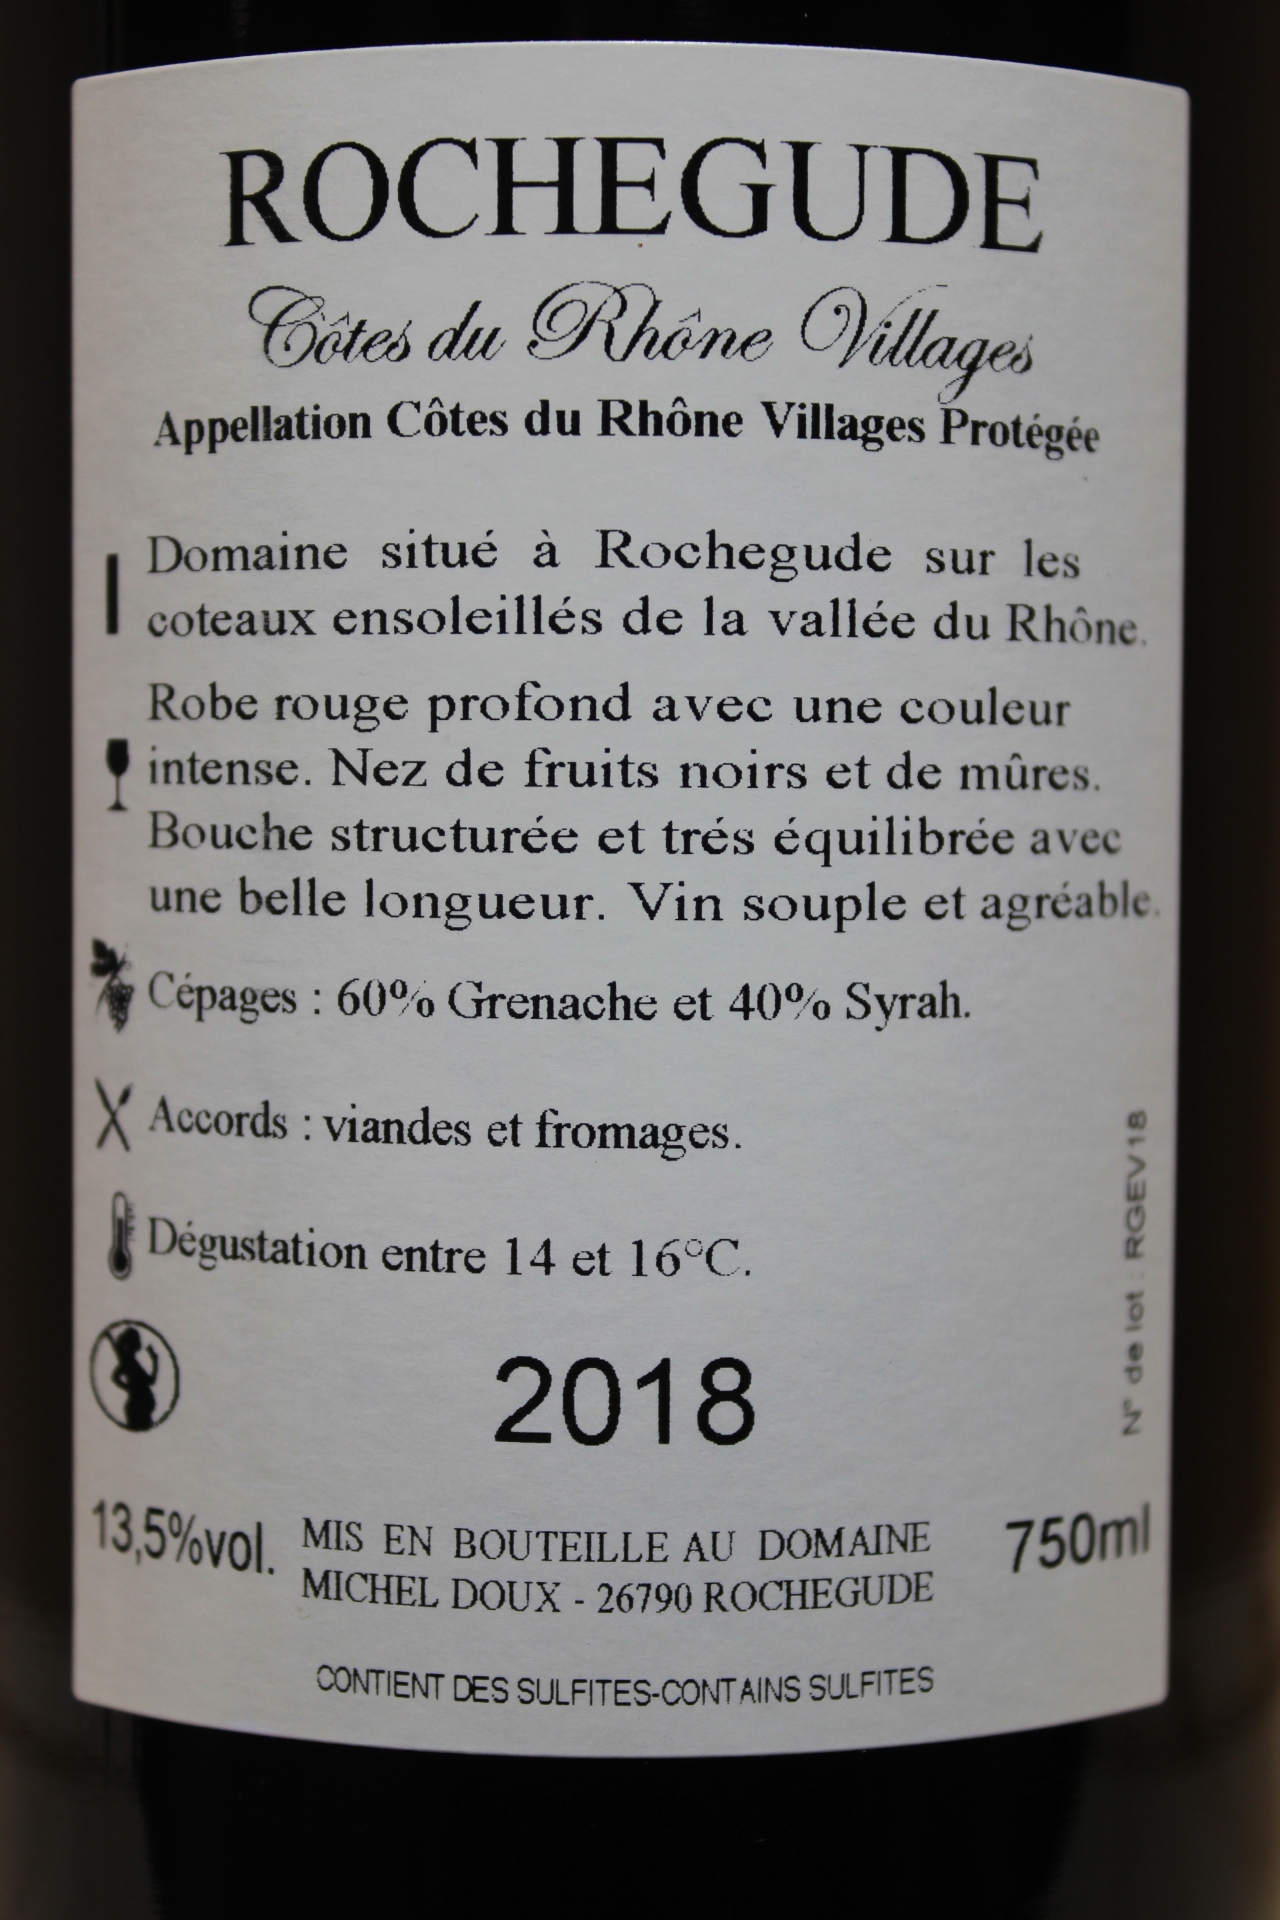 ROCHEGUDE
Côtes du Rhône Villages
Appellation Côtes du Rhône Villages Protégée
Domaine situé à Rochegude sur les
coteaux ensoleillés de la vallée du Rhône.
Robe rouge profond avec une couleur
intense. Nez de fruits noirs et de mûres.
Bouche structurée et trés équilibrée avec
une belle longueur. Vin souple et agréable.
Cépages : 60% Grenache et 40% Syrah.
Accords : viandes et fromages.
Dégustation entre 14 et 16°C.
N° de lot : RGEV18
2018
13,5%vol.
MIS EN BOUTEILLE AU DOMAINE
MICHEL DOUX - 26790 ROCHEGUDE
750ml
CONTIENT DES SULFITES-CONTAINS SULFITES